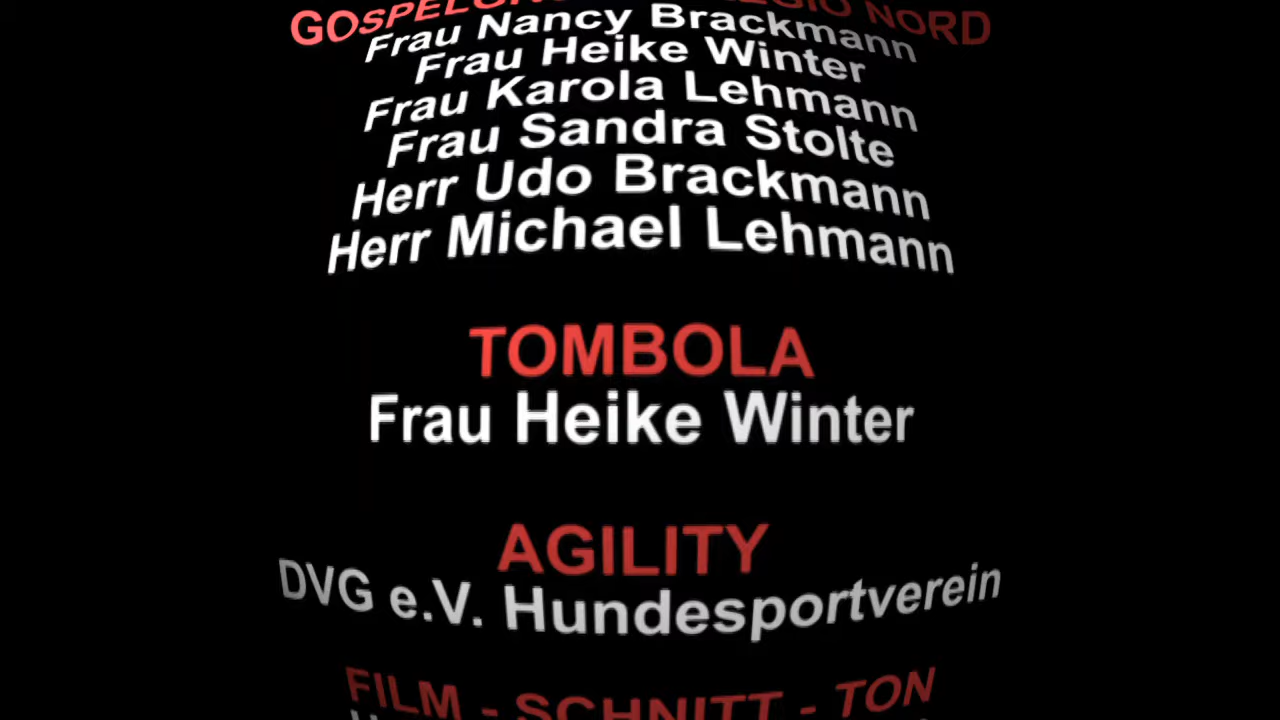 NORD
Frau Nancy Brackmann
Frau Heike Winter
Frau Karola Lehmann
Frau Sandra Stolte
Herr Udo Brackmann
Herr Michael Lehmann
TOMBOLA
Frau Heike Winter
AGILITY
DVG e.V. Hundesportverein
FILM - SCHNITT - TON